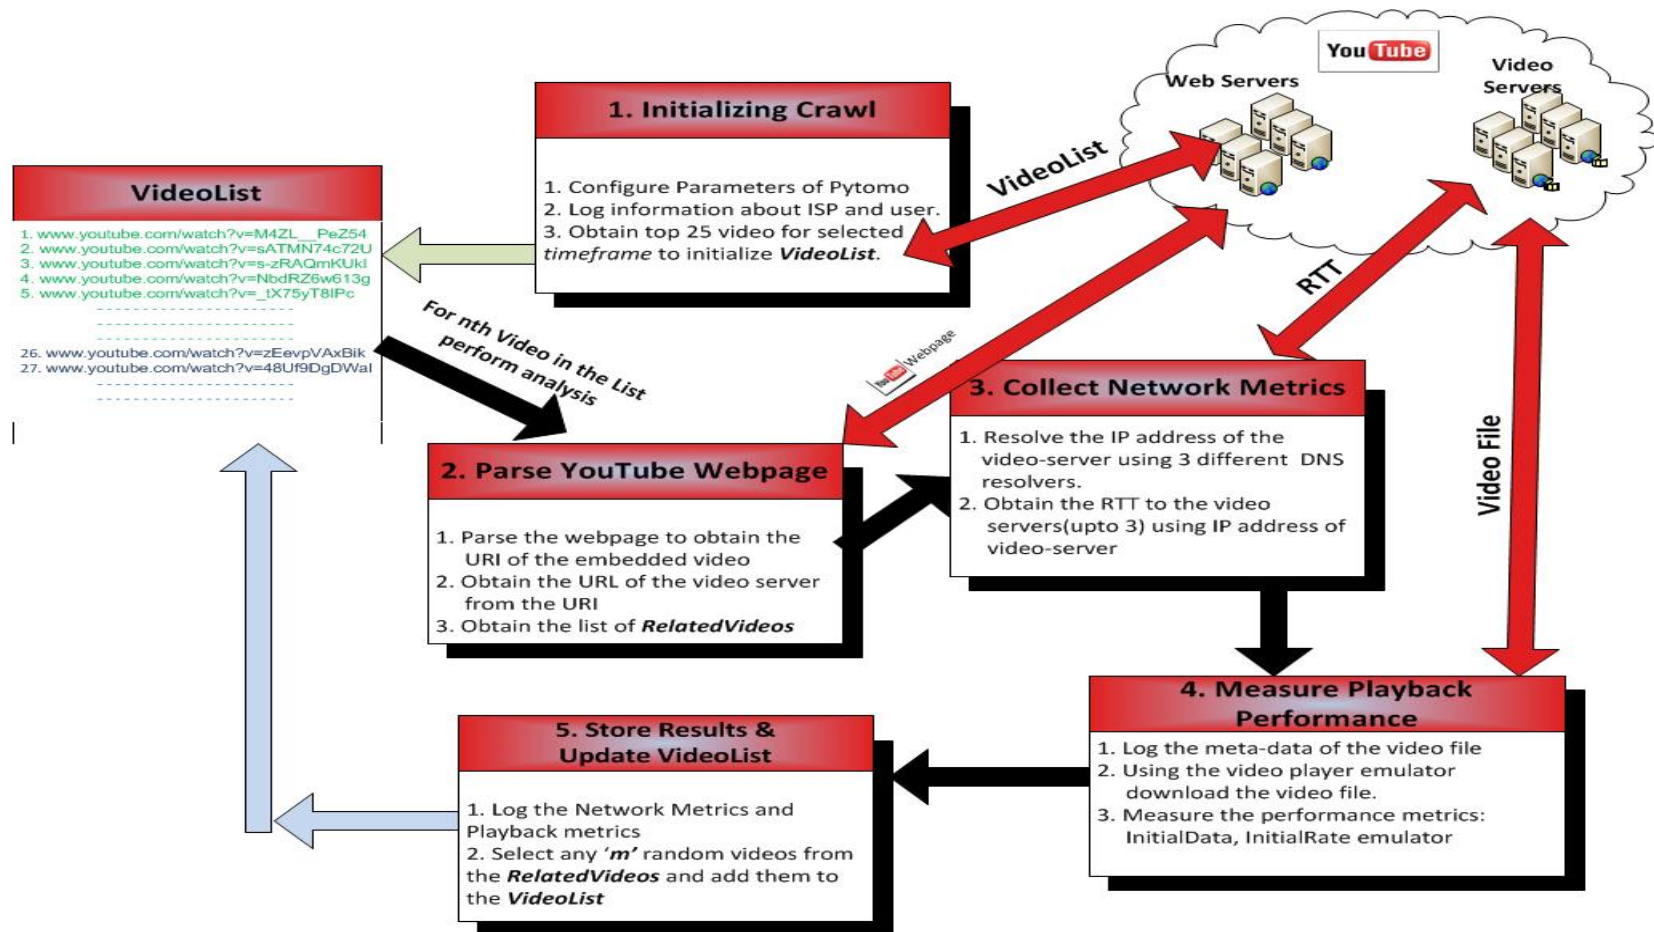 YouTube
Web Servers
Video
Servers
1. Initializing Crawl
1. Configure Parameters of Pytomo
2. Log information about ISP and user.
3. Obtain top 25 video for selected
timeframe to initialize VideoList.
VideoList
VideoList
1. www.youtube.com/watch?v=M4ZL__PeZ54
2. www.youtube.com/watch?v=sATMN74c72U
3. www.youtube.com/watch?v=s-zRAQmKUkI
4. www.youtube.com/watch?v=NbdRZ6w613g
5. www.youtube.com/watch?v=_tX75yT8IPc
26. www.youtube.com/watch?v=zEevpVAxBik
27. www.youtube.com/watch?v=48Uf9DgDWaI
For nth Video in the List
perform analysis
YouTube Webpage
RTT
Video File
2. Parse YouTube Webpage
1. Parse the webpage to obtain the
URI of the embedded video
2. Obtain the URL of the video server
from the URI
3. Obtain the list of RelatedVideos
3. Collect Network Metrics
1. Resolve the IP address of the
video-server using 3 different DNS
resolvers.
2. Obtain the RTT to the video
servers(upto 3) using IP address of
video-server
4. Measure Playback
Performance
1. Log the meta-data of the video file
2. Using the video player emulator
download the video file.
3. Measure the performance metrics:
InitialData, InitialRate emulator
5. Store Results &
Update VideoList
1. Log the Network Metrics and
Playback metrics
2. Select any ‘m’ random videos from
the RelatedVideos and add them to
the VideoList